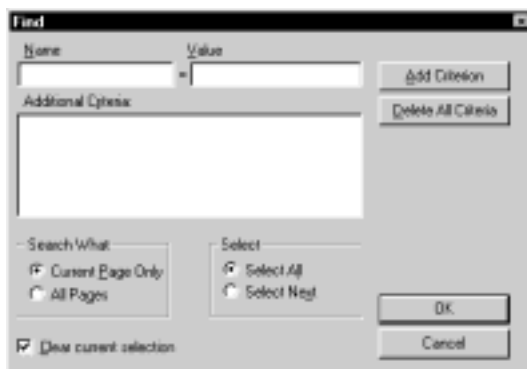 Find
Name Value
=
Add Criterion
Additional Criteria:
Delete All Criteria
Search What
Current Page Only
All Pages
Select
Select All
Select Next
OK
Clear current selection
Cancel